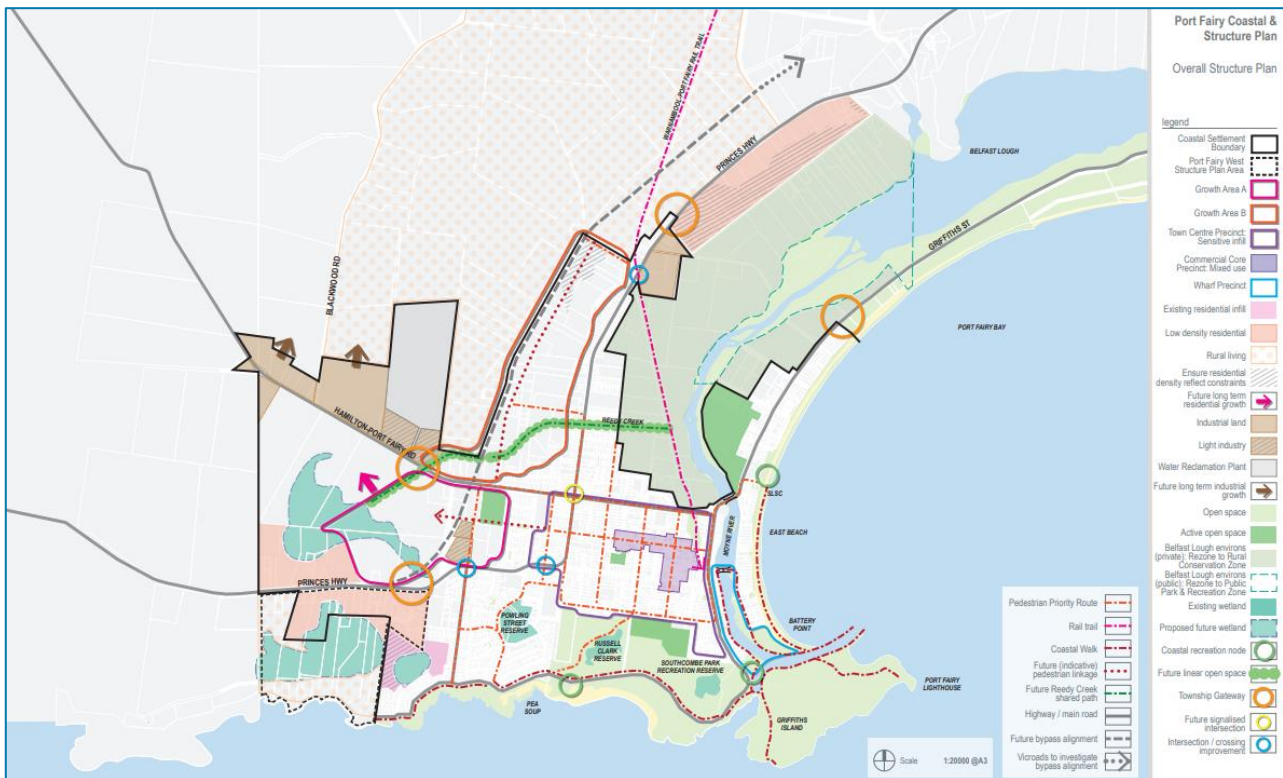 Port Fairy Coastal &
Structure Plan
Overall Structure Plan
legend
Coastal Settlement
Boundary
Port Fairy West
Structure Plan Area
Growth Area A
Growth Area B
Town Centre Precinct:
Sensitive infill
Commercial Core
Precinct: Mixed use
Wharf Precinct
Existing residential infill
Low density residential
Rural living
Ensure residential
density reflect constraints
Future long term
residential growth
Industrial land
Light industry
Water Reclamation Plant
Future long term industrial
growth
Open space
Active open space
Belfast Lough environs
(private): Rezone to Rural
Conservation Zone
Belfast Lough environs
(public): Rezone to Public
Park & Recreation Zone
Existing wetland
Proposed future wetland
Coastal recreation node
Future linear open space
Township Gateway
Future signalised
intersection
Intersection / crossing
improvement
WARRNAMBOOL-PORT FAIRY RAIL TRAIL
PRINCES HWY
BELFAST LOUGH
GRIFFITHS ST
BLACKWOOD RD
PORT FAIRY BAY
HAMILTON-PORT FAIRY RD
REEDY CREEK
SLSC
MOYNE RIVER
EAST BEACH
PRINCES HWY
POWLING
STREET
RESERVE
RUSSELL
CLARK
RESERVE
SOUTHCOMBE PARK
RECREATION RESERVE
BATTERY
POINT
PORT FAIRY
LIGHTHOUSE
PEA
SOUP
GRIFFITHS
ISLAND
Pedestrian Priority Route
Rail trail
Coastal Walk
Future (indicative)
pedestrian linkage
Future Reedy Creek
shared path
Highway / main road
Future bypass alignment
Vicroads to investigate
bypass alignment
Scale 1:20000 @A3